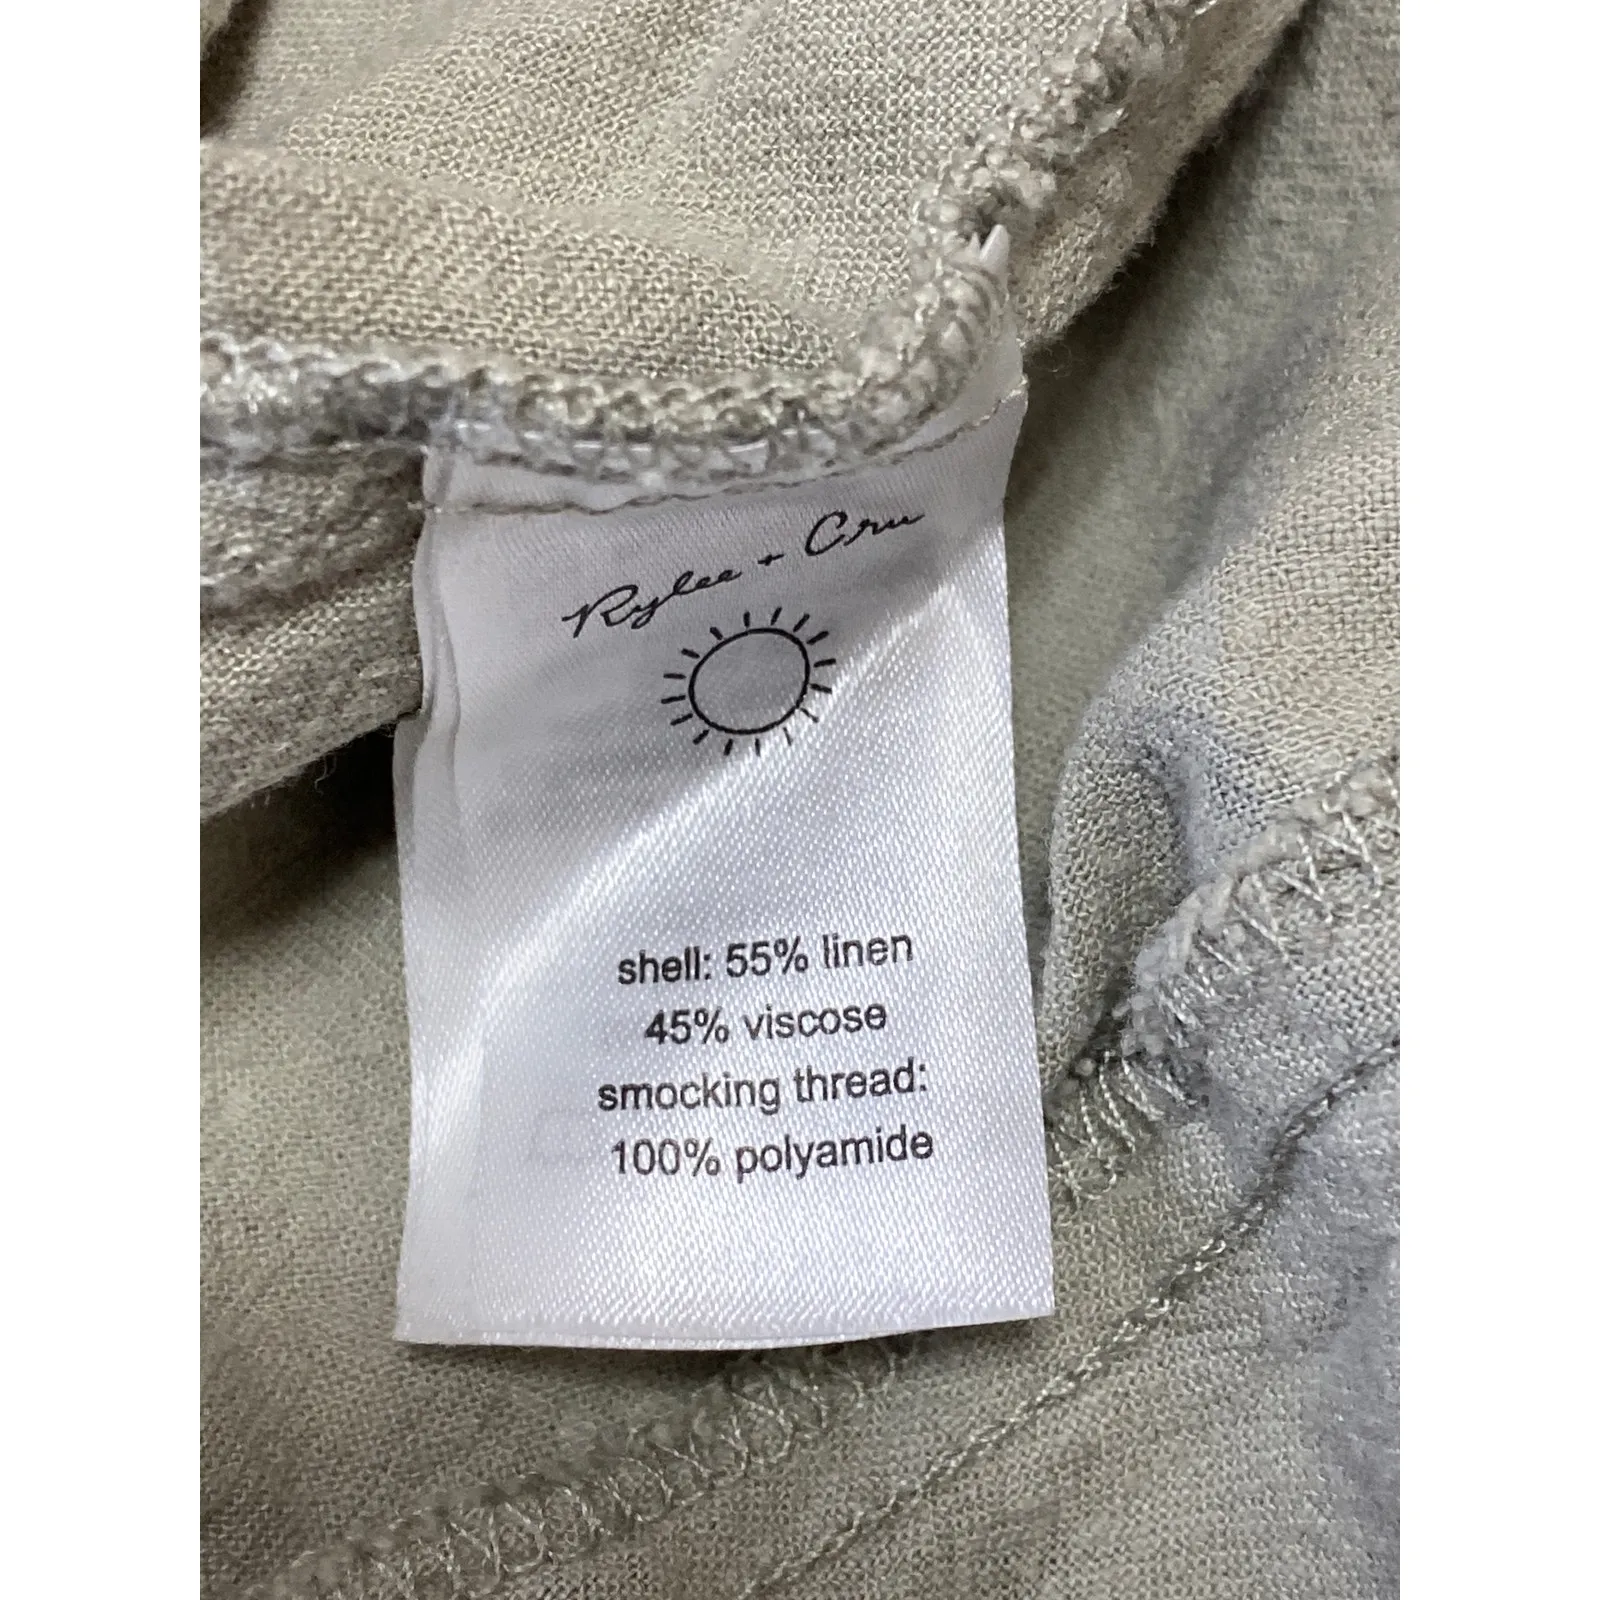 Rylee + Cru
shell: 55% linen
45% viscose
smocking thread:
100% polyamide